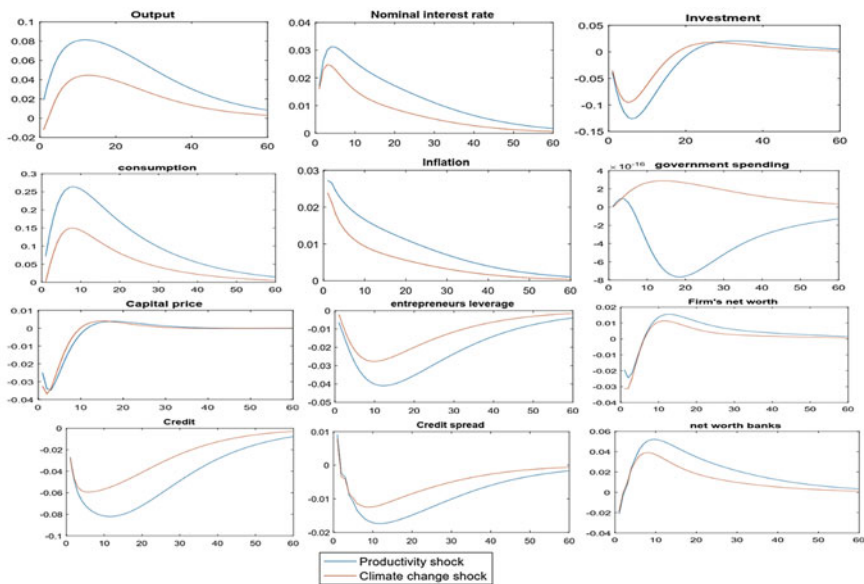 Output
0.1
0.08
0.06
0.04
0.02
0
-0.02
0 10 20 30 40 50 60
Nominal interest rate
0.04
0.03
0.02
0.01
0
0 10 20 30 40 50 60
Investment
0.05
0
-0.05
-0.1
-0.15
0 20 40 60
consumption
0.3
0.25
0.2
0.15
0.1
0.05
0
0 10 20 30 40 50 60
Inflation
0.03
0.02
0.01
0
0 10 20 30 40 50 60
government spending
× 10-16
4
2
0
-2
-4
-6
-8
0 10 20 30 40 50 60
Capital price
0.01
0
-0.01
-0.02
-0.03
-0.04
0 10 20 30 40 50 60
entrepreneurs leverage
0
-0.01
-0.02
-0.03
-0.04
-0.05
0 10 20 30 40 50 60
Firm's net worth
0.02
0.01
0
-0.01
-0.02
-0.03
-0.04
0 10 20 30 40 50 60
Credit
0
-0.02
-0.04
-0.06
-0.08
-0.1
0 10 20 30 40 50 60
Credit spread
0.01
0
-0.01
-0.02
0 10 20 30 40 50 60
net worth banks
0.06
0.04
0.02
0
-0.02
-0.04
0 10 20 30 40 50 60
Productivity shock
Climate change shock